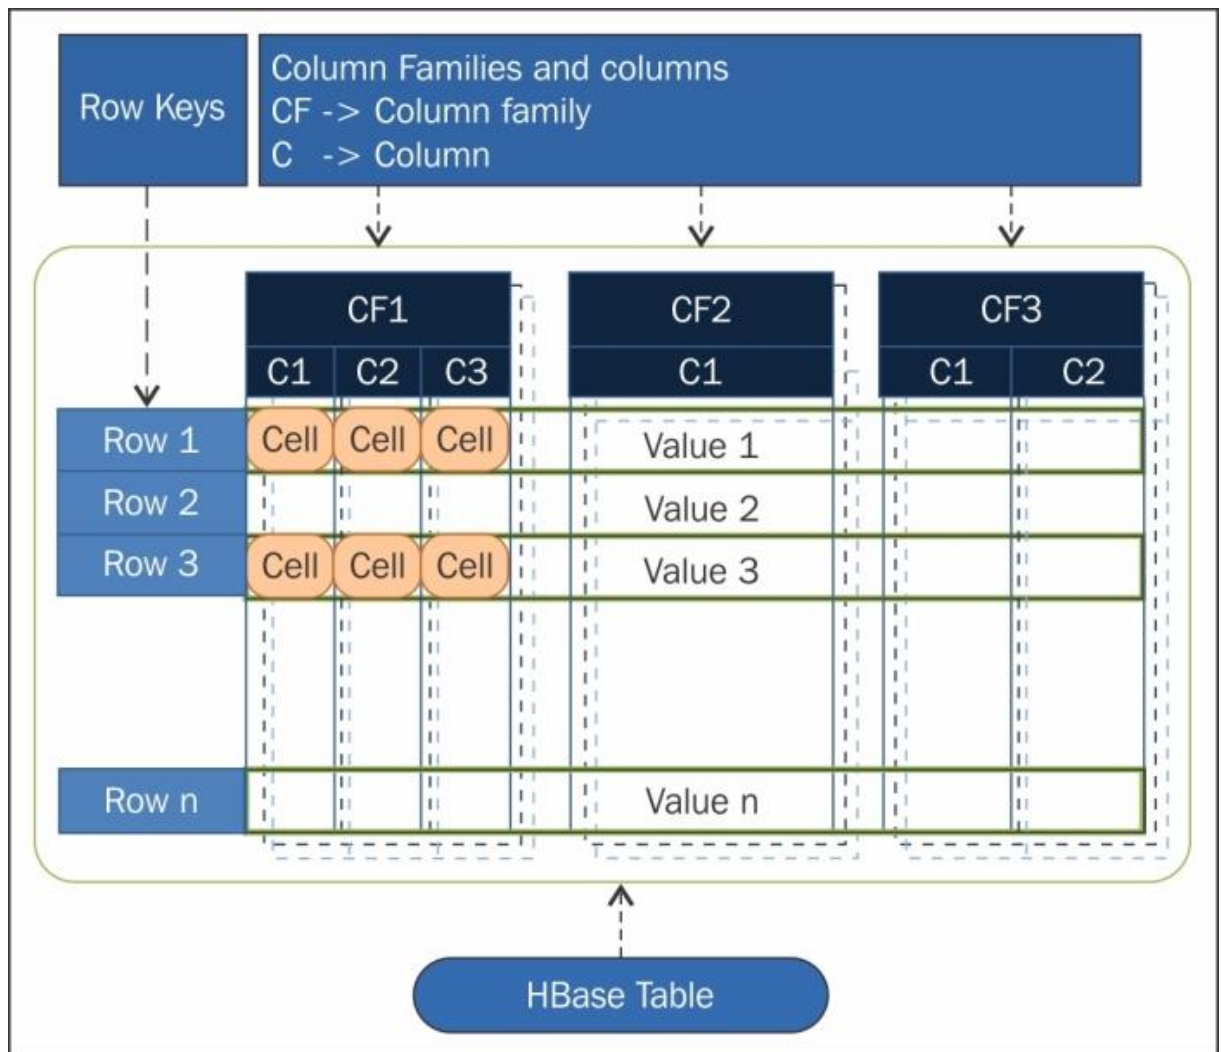 Row Keys
Column Families and columns
CF -> Column family
C -> Column
CF1
CF2
CF3
C1
C2
C3
C1
C1
C2
Row 1
Cell
Cell
Cell
Value 1
Row 2
Value 2
Row 3
Cell
Cell
Cell
Value 3
Row n
Value n
HBase Table